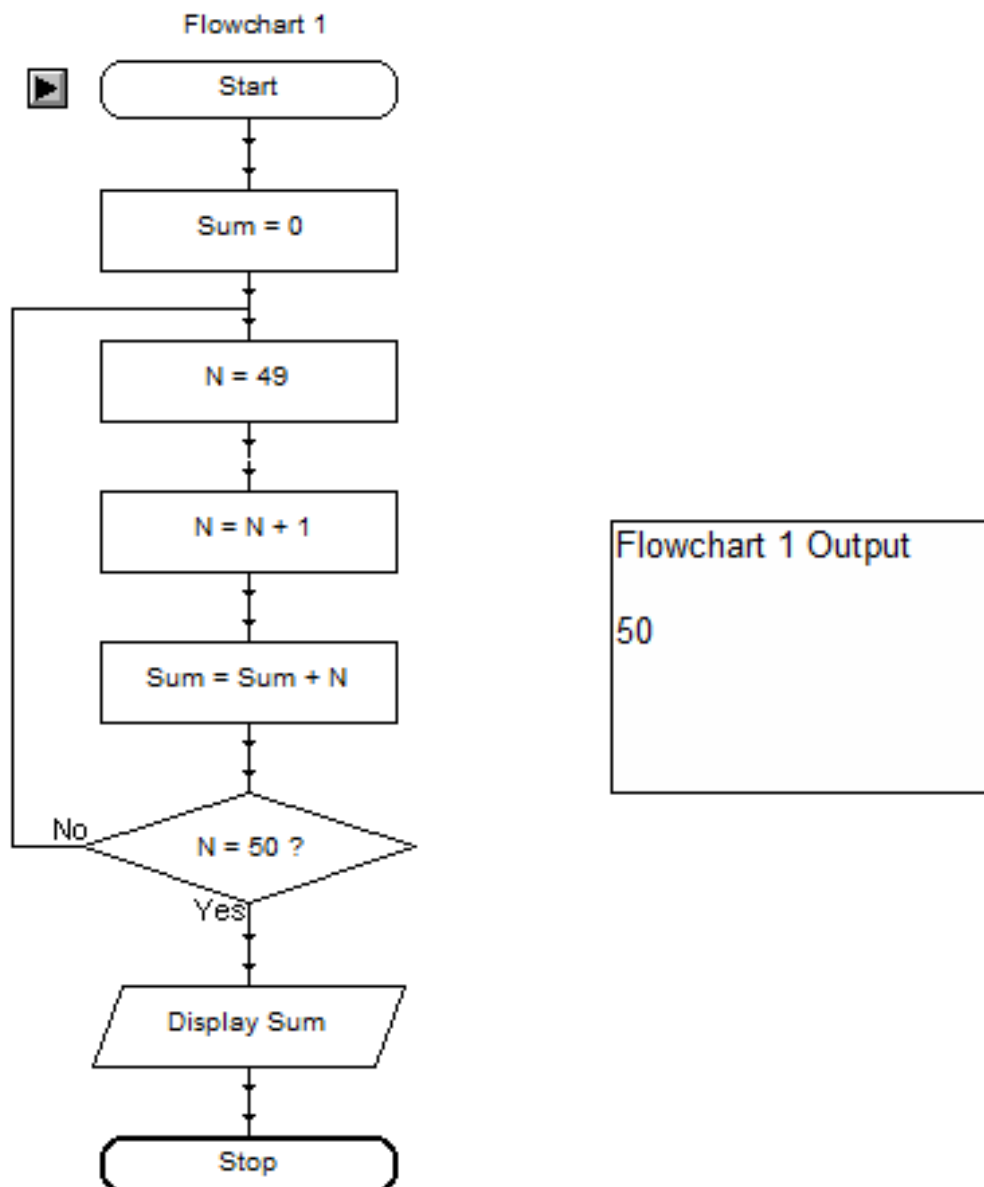 Flowchart 1
Start
Sum = 0
N = 49
N = N + 1
Sum = Sum + N
N = 50 ?
No
Yes
Display Sum
Stop
Flowchart 1 Output
50